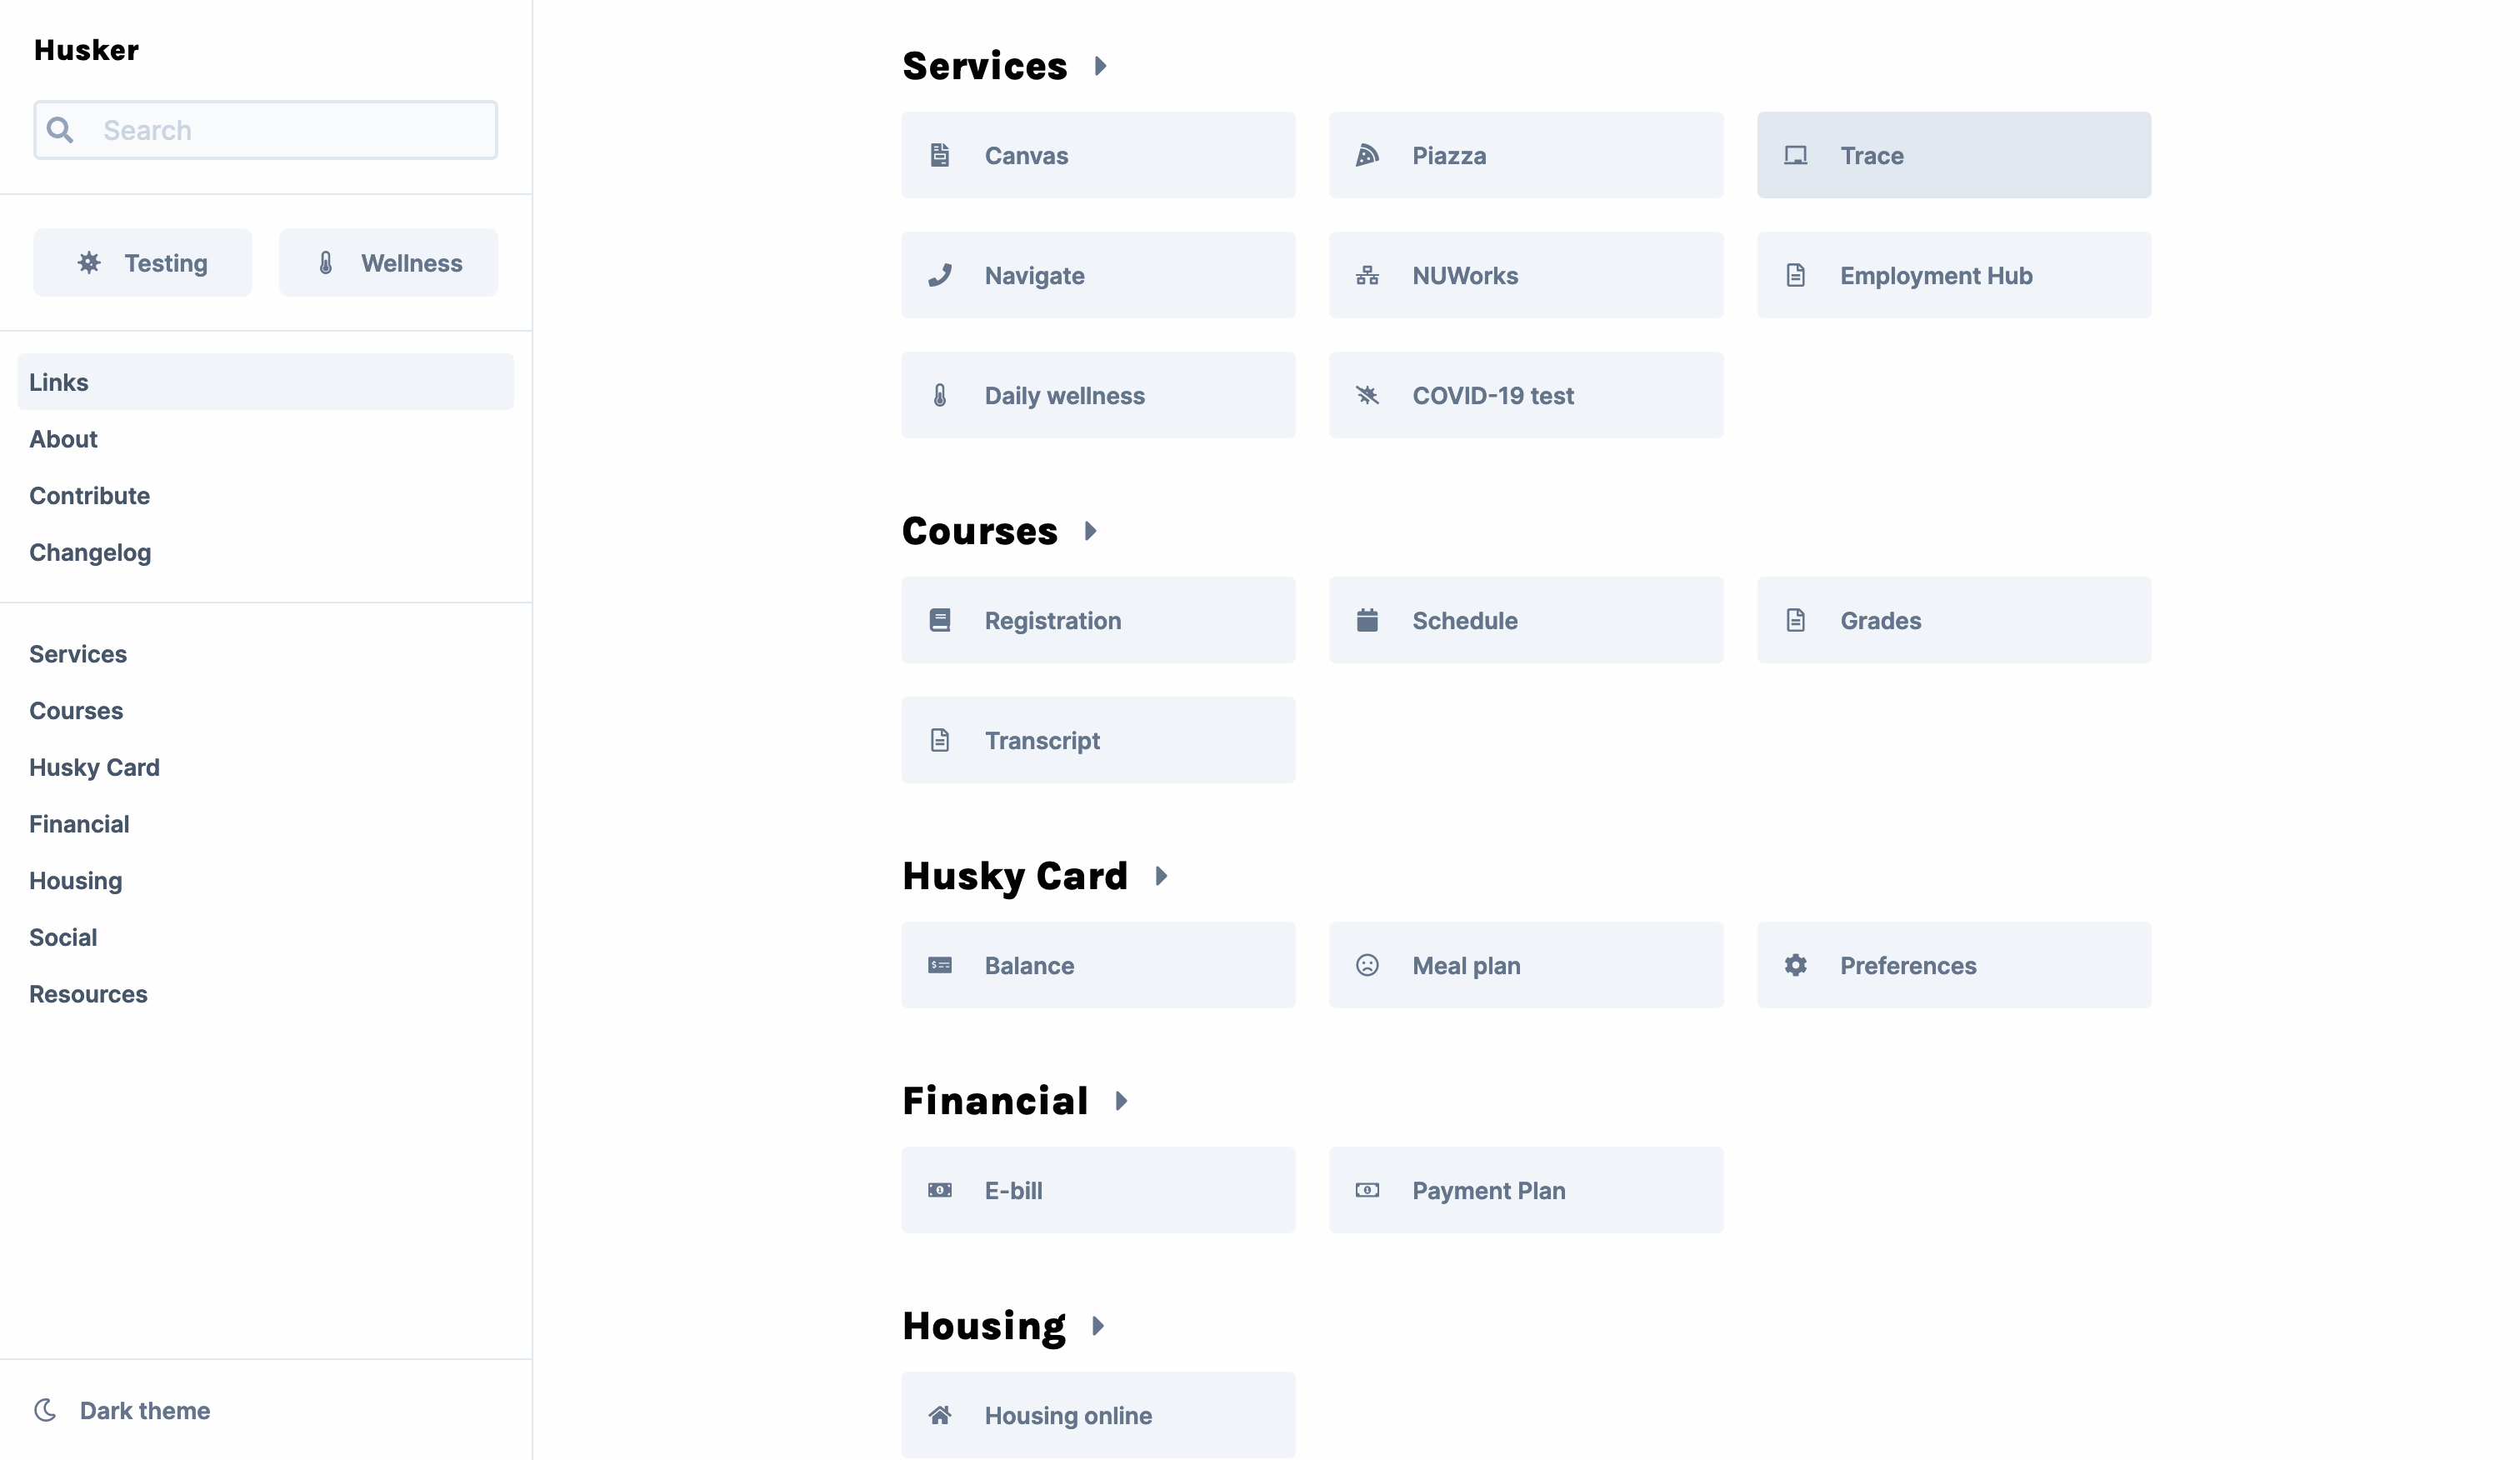 Husker
Search
Testing
Wellness
Links
About
Contribute
Changelog
Services
Courses
Husky Card
Financial
Housing
Social
Resources
Dark theme
Services
Canvas
Piazza
Trace
Navigate
NUWorks
Employment Hub
Daily wellness
COVID-19 test
Courses
Registration
Schedule
Grades
Transcript
Husky Card
Balance
Meal plan
Preferences
Financial
E-bill
Payment Plan
Housing
Housing online